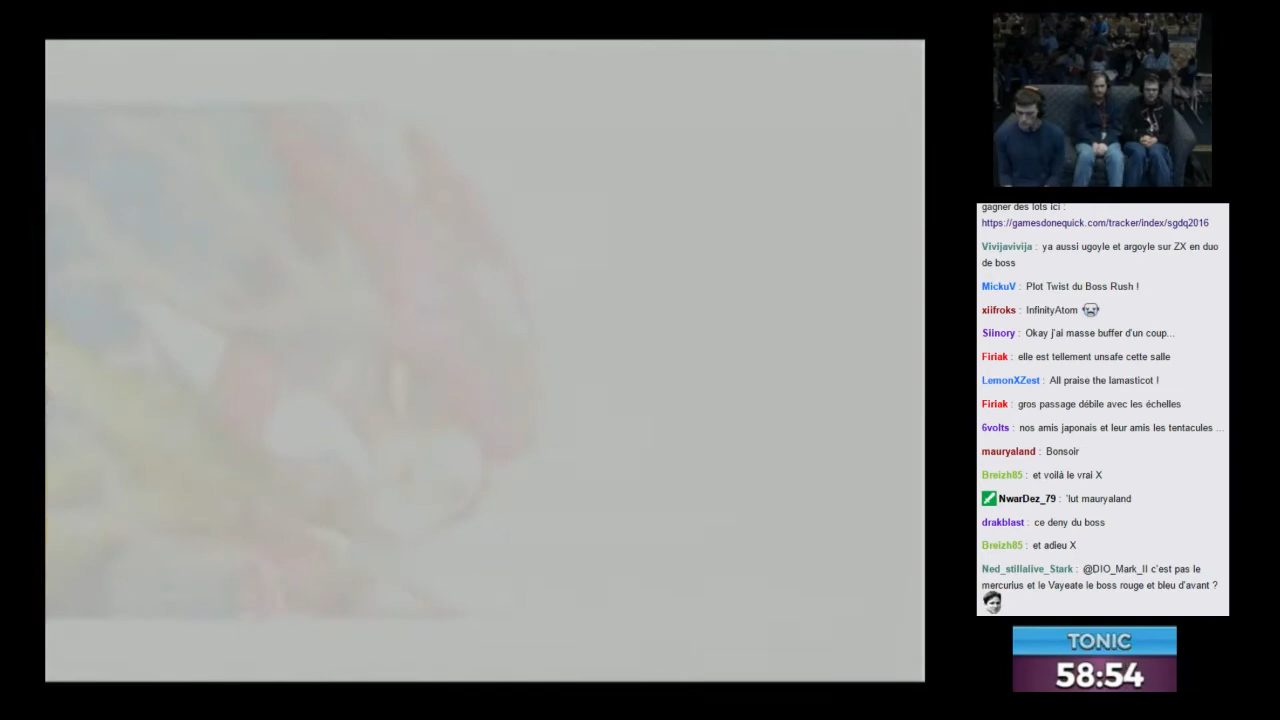 gagner des lots ici :
https://gamesdonequick.com/tracker/index/sgdq2016
Vivijavivija : ya aussi ugoyle et argoyle sur ZX en duo
de boss
MickuV : Plot Twist du Boss Rush !
xiifroks : InfinityAtom
Siinory : Okay j'ai masse buffer d'un coup...
Firiak : elle est tellement unsafe cette salle
LemonXZest : All praise the lamasticot !
Firiak : gros passage débile avec les échelles
6volts : nos amis japonais et leur amis les tentacules ...
mauryaland : Bonsoir
Breizh85 : et voilà le vrai X
NwarDez_79 : 'lut mauryaland
drakblast : ce deny du boss
Breizh85 : et adieu X
Ned_stillalive_Stark : @DIO_Mark_II c'est pas le
mercurius et le Vayeate le boss rouge et bleu d'avant ?
TONIC
58:54